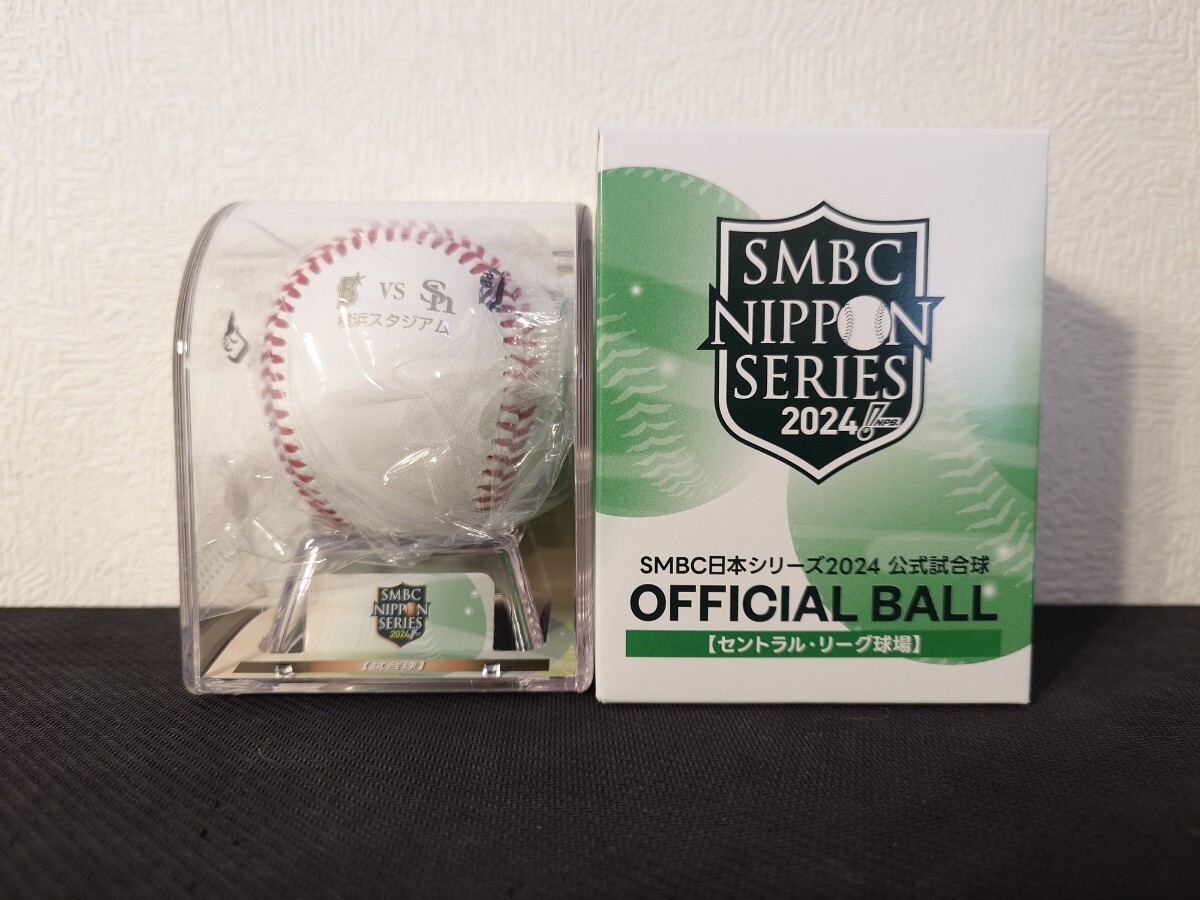 VS Sh
横浜スタジアム
SMBC
NIPPON
SERIES
2024
【試合球】
SMBC
NIPPON
SERIES
2024 NPB
SMBC日本シリーズ2024 公式試合球
OFFICIAL BALL
【セントラル・リーグ球場】